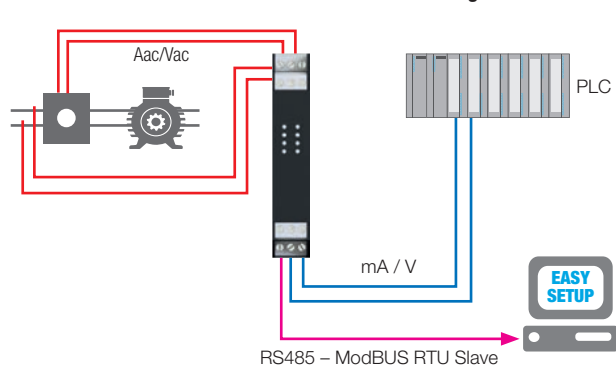 Aac/Vac
PLC
mA / V
EASY
SETUP
RS485 – ModBUS RTU Slave